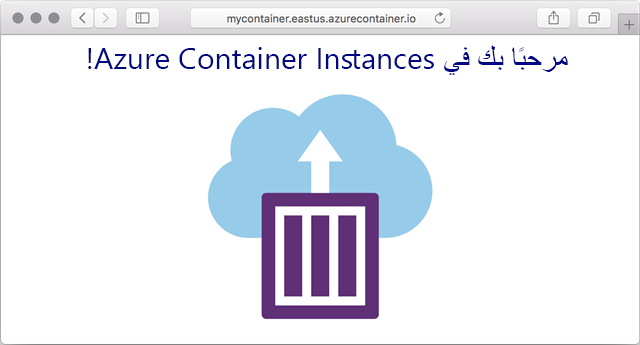 mycontainer.eastus.azurecontainer.io
مرحبًا بك في Azure Container Instances!